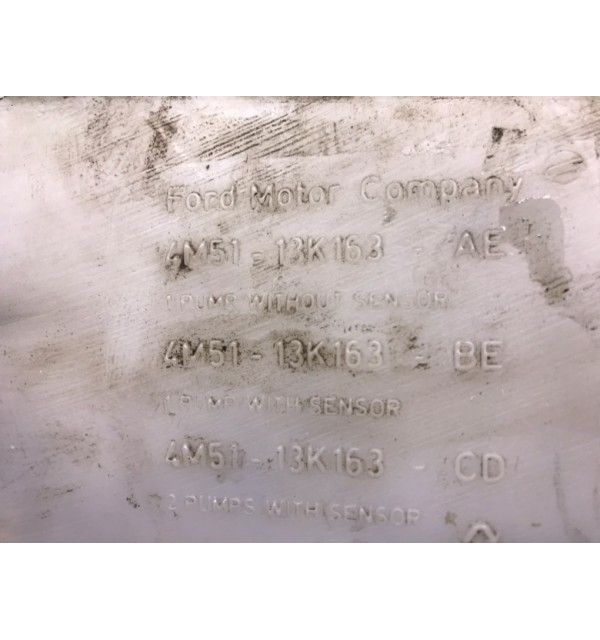 Ford Motor Company
4M51 - 13K163 - AE
1 PUMP WITHOUT SENSOR
4M51 - 13K163 - BE
1 PUMP WITH SENSOR
4M51 - 13K163 - CD
2 PUMPS WITH SENSOR